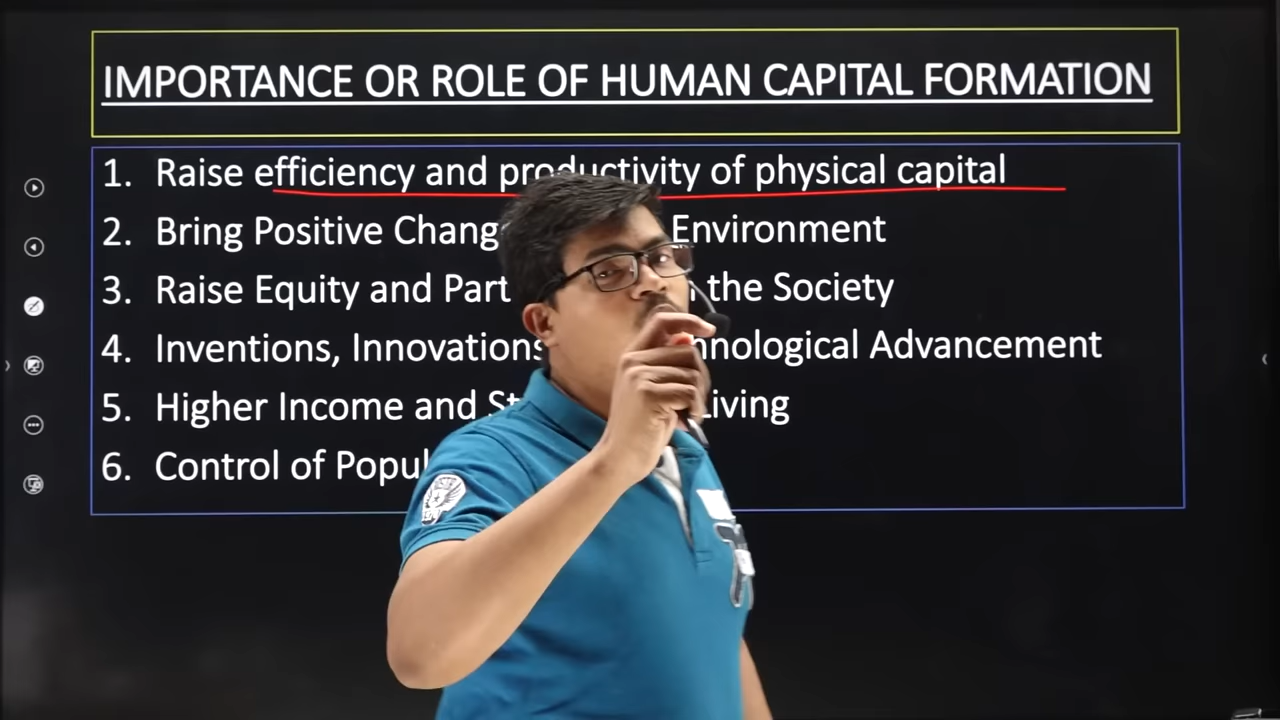 IMPORTANCE OR ROLE OF HUMAN CAPITAL FORMATION
1. Raise efficiency and productivity of physical capital
2. Bring Positive Environment
3. Raise Equity and the Society
4. Inventions, Innovations Advancement
5. Higher Income and Living
6. Control of